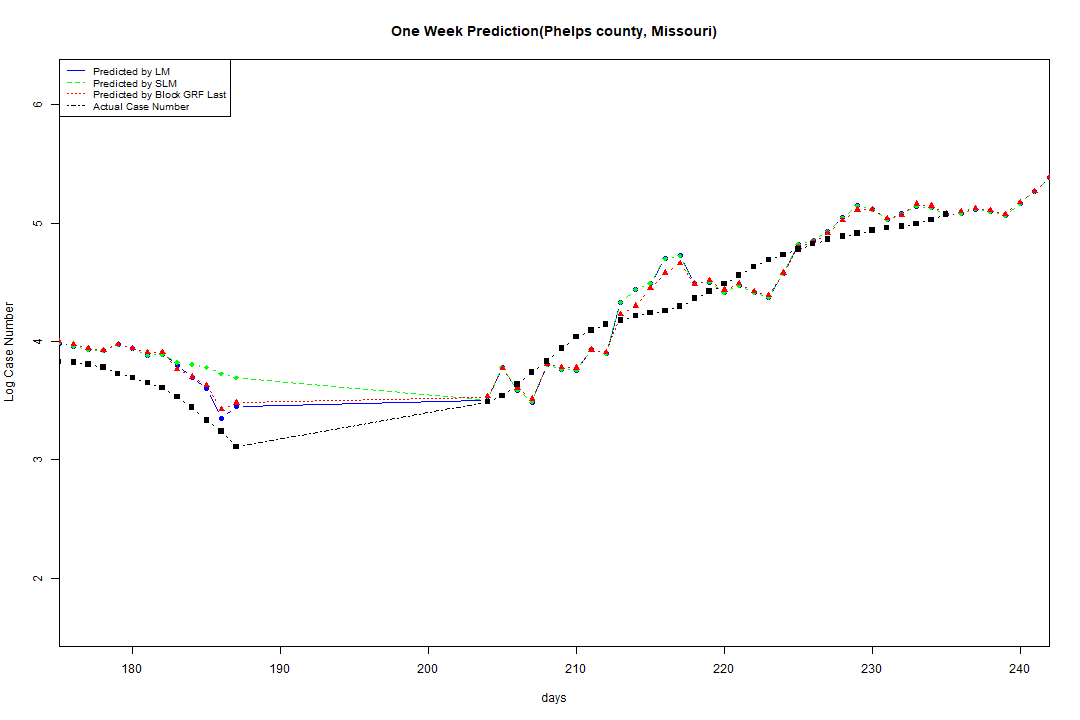 One Week Prediction(Phelps county, Missouri)
Predicted by LM
Predicted by SLM
Predicted by Block GRF Last
Actual Case Number
6
5
4
3
2
Log Case Number
180 190 200 210 220 230 240
days